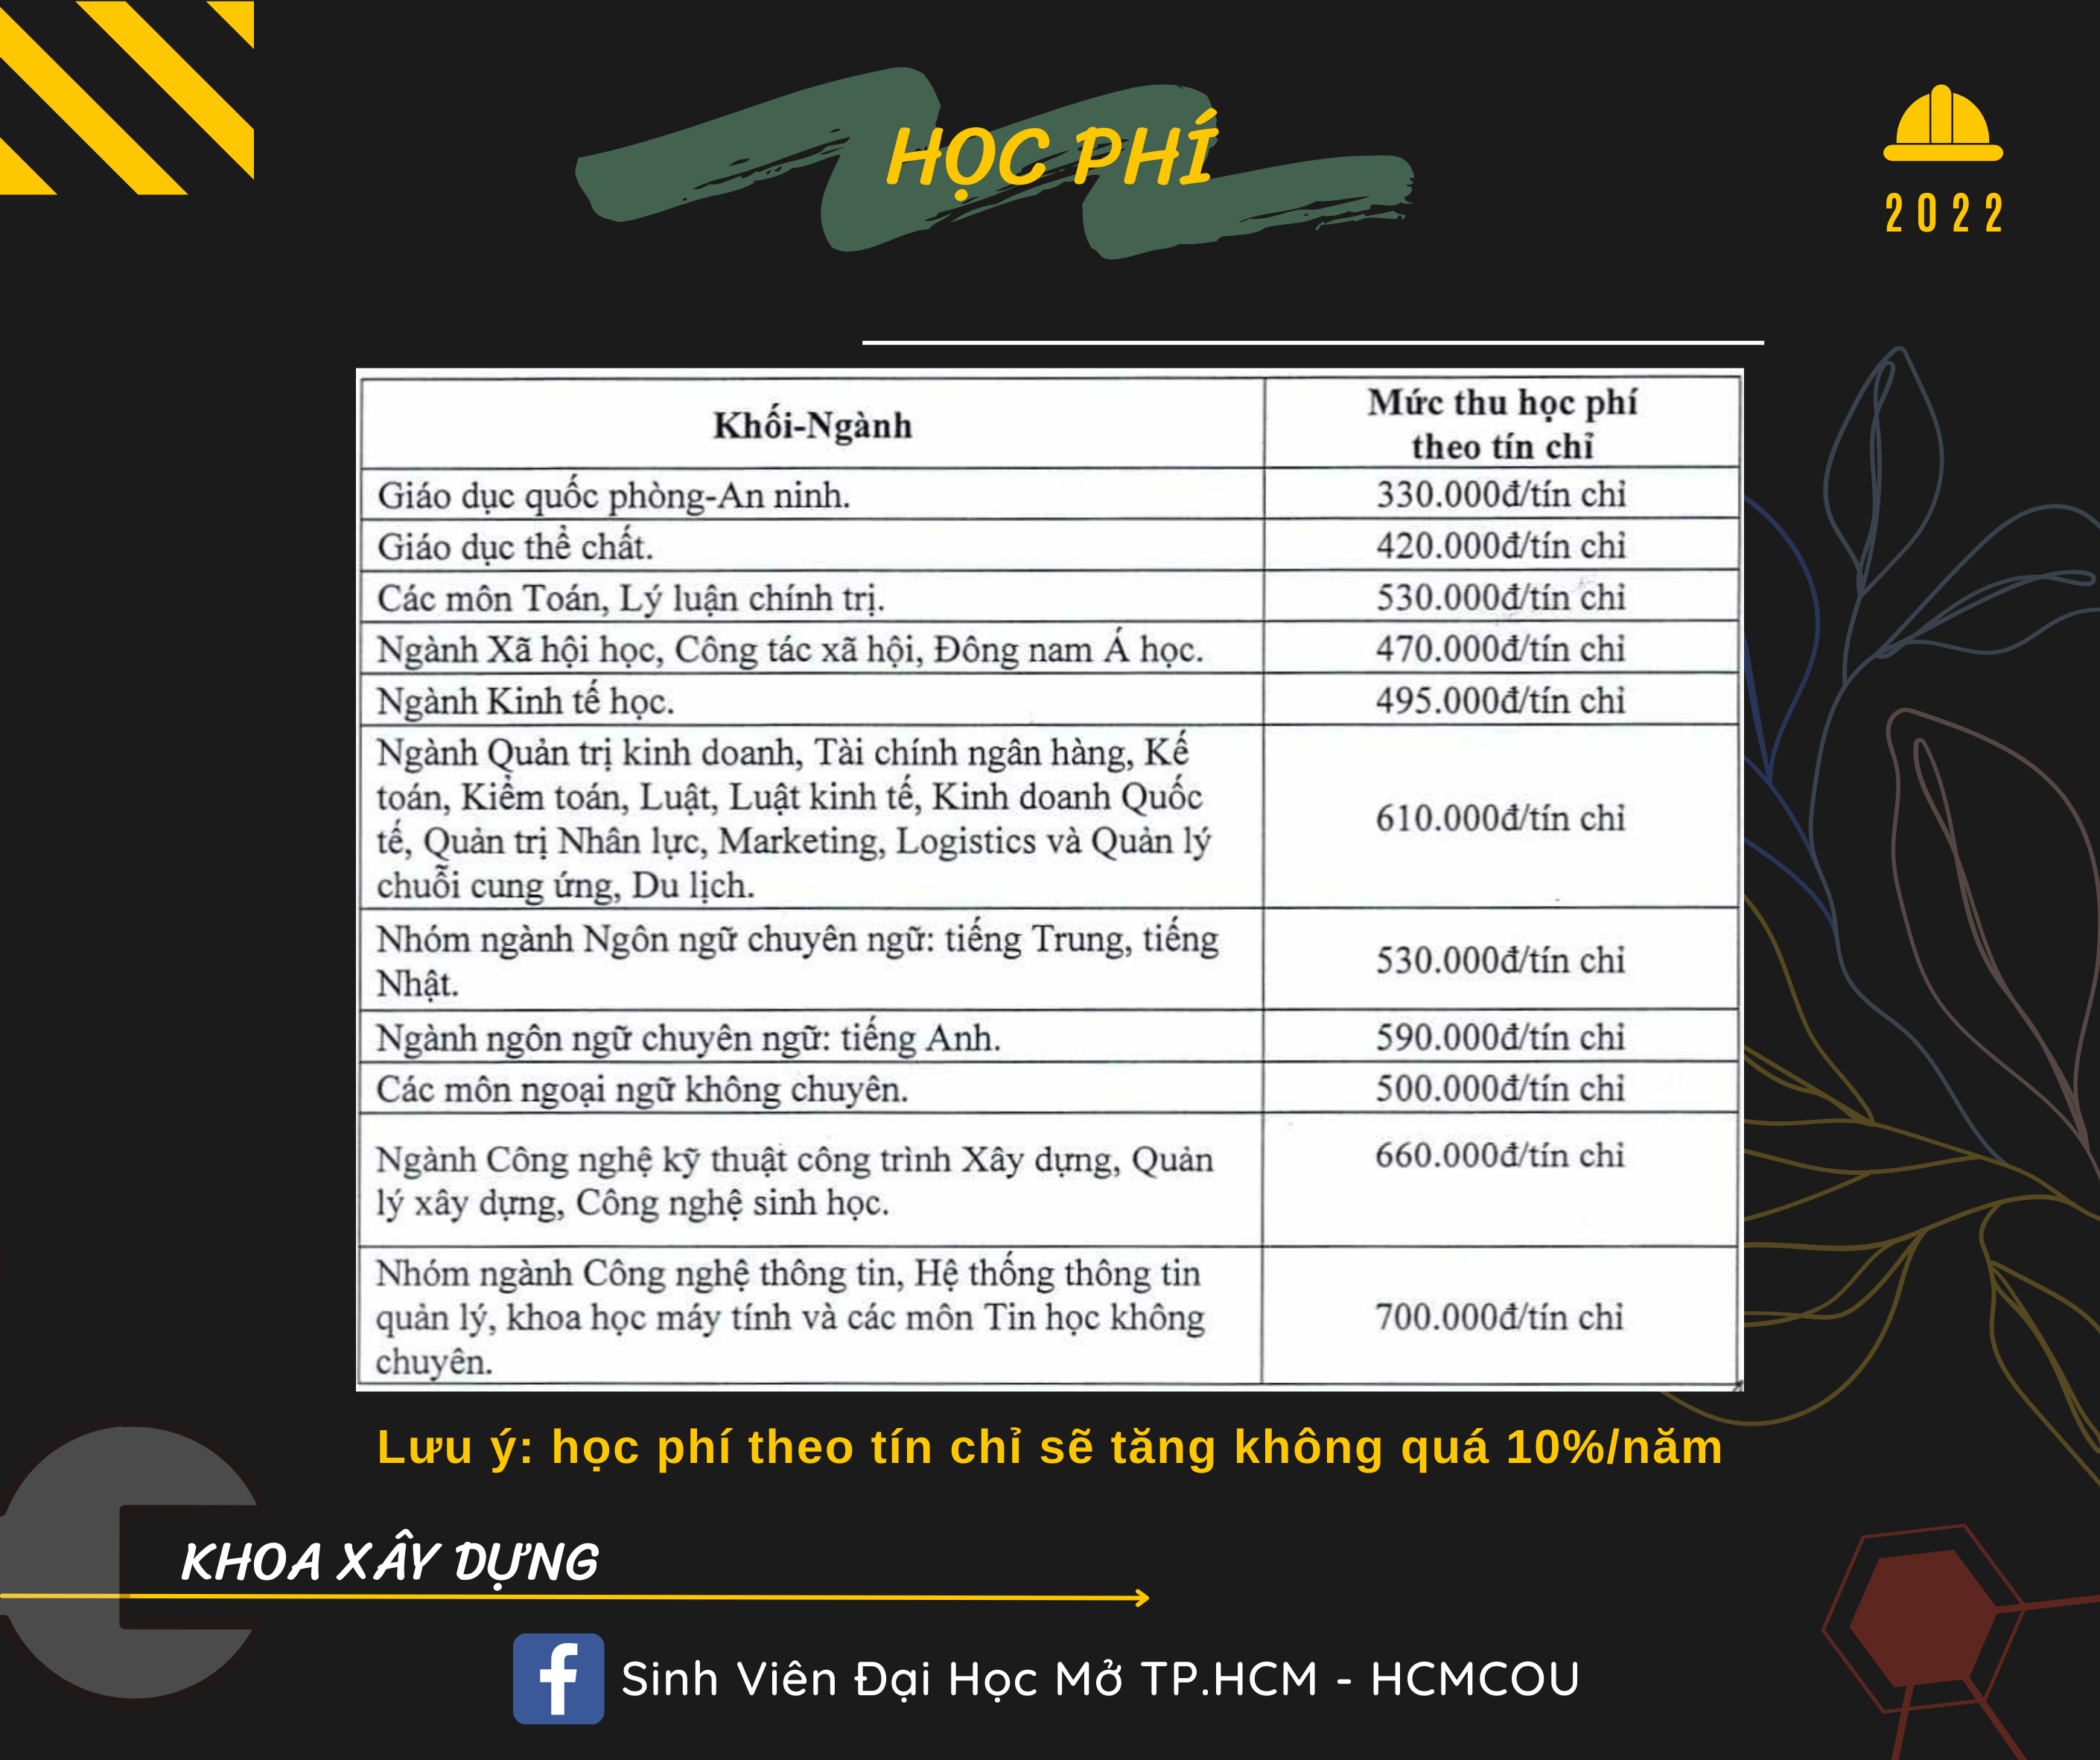 HỌC PHÍ
2022
Khối-Ngành
Mức thu học phí
theo tín chỉ
Giáo dục quốc phòng-An ninh.
330.000đ/tín chỉ
Giáo dục thể chất.
420.000đ/tín chỉ
Các môn Toán, Lý luận chính trị.
530.000đ/tín chỉ
Ngành Xã hội học, Công tác xã hội, Đông nam Á học.
470.000đ/tín chỉ
Ngành Kinh tế học.
495.000đ/tín chỉ
Ngành Quản trị kinh doanh, Tài chính ngân hàng, Kế
toán, Kiểm toán, Luật, Luật kinh tế, Kinh doanh Quốc
tế, Quản trị Nhân lực, Marketing, Logistics và Quản lý
chuỗi cung ứng, Du lịch.
610.000đ/tín chỉ
Nhóm ngành Ngôn ngữ chuyên ngữ: tiếng Trung, tiếng
Nhật.
530.000đ/tín chỉ
Ngành ngôn ngữ chuyên ngữ: tiếng Anh.
590.000đ/tín chỉ
Các môn ngoại ngữ không chuyên.
500.000đ/tín chỉ
Ngành Công nghệ kỹ thuật công trình Xây dựng, Quản
lý xây dựng, Công nghệ sinh học.
660.000đ/tín chỉ
Nhóm ngành Công nghệ thông tin, Hệ thống thông tin
quản lý, khoa học máy tính và các môn Tin học không
chuyên.
700.000đ/tín chỉ
Lưu ý: học phí theo tín chỉ sẽ tăng không quá 10%/năm
KHOA XÂY DỰNG
Sinh Viên Đại Học Mở TP.HCM - HCMCOU